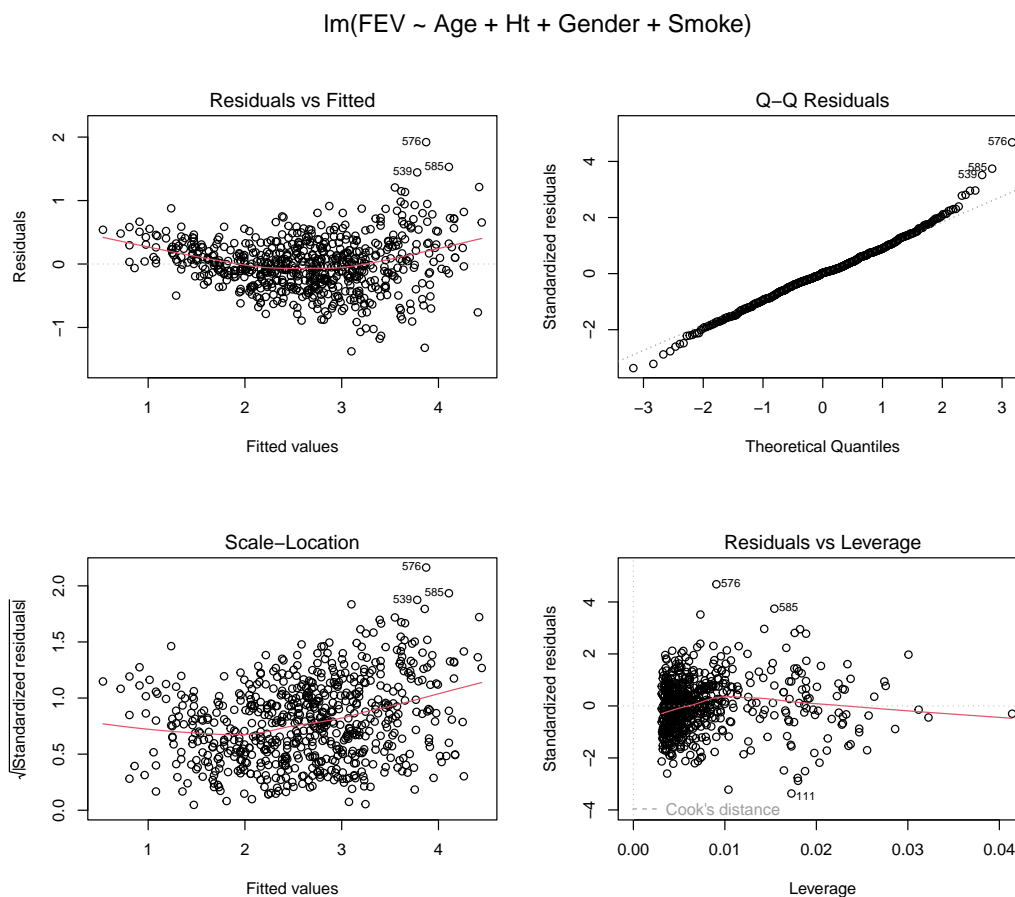 lm(FEV ~ Age + Ht + Gender + Smoke)
Residuals vs Fitted
Residuals
2
1
0
−1
576
585
539
1 2 3 4
Fitted values
Q−Q Residuals
Standardized residuals
4
2
0
−2
576
585
539
−3 −2 −1 0 1 2 3
Theoretical Quantiles
Scale−Location
√|Standardized residuals|
2.0
1.5
1.0
0.5
0.0
576
585
539
1 2 3 4
Fitted values
Residuals vs Leverage
Standardized residuals
4
2
0
−2
−4
576
585
111
Cook's distance
0.00 0.01 0.02 0.03 0.04
Leverage